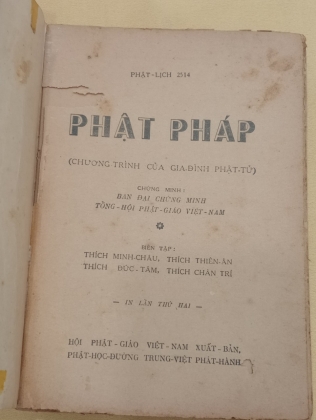 PHẬT-LỊCH 2514
PHẬT PHÁP
(CHƯƠNG-TRÌNH CỦA GIA-ĐÌNH PHẬT-TỬ)
CHỨNG MINH:
BAN ĐẠI CHỨNG MINH
TỔNG-HỘI PHẬT-GIÁO VIỆT-NAM
BIÊN TẬP:
THÍCH MINH-CHÂU, THÍCH THIÊN-ÂN
THÍCH ĐỨC-TÂM, THÍCH CHÂN TRÍ
— IN LẦN THỨ HAI —
HỘI PHẬT-GIÁO VIỆT-NAM XUẤT-BẢN,
PHẬT-HỌC-ĐƯỜNG TRUNG-VIỆT PHÁT-HÀNH.